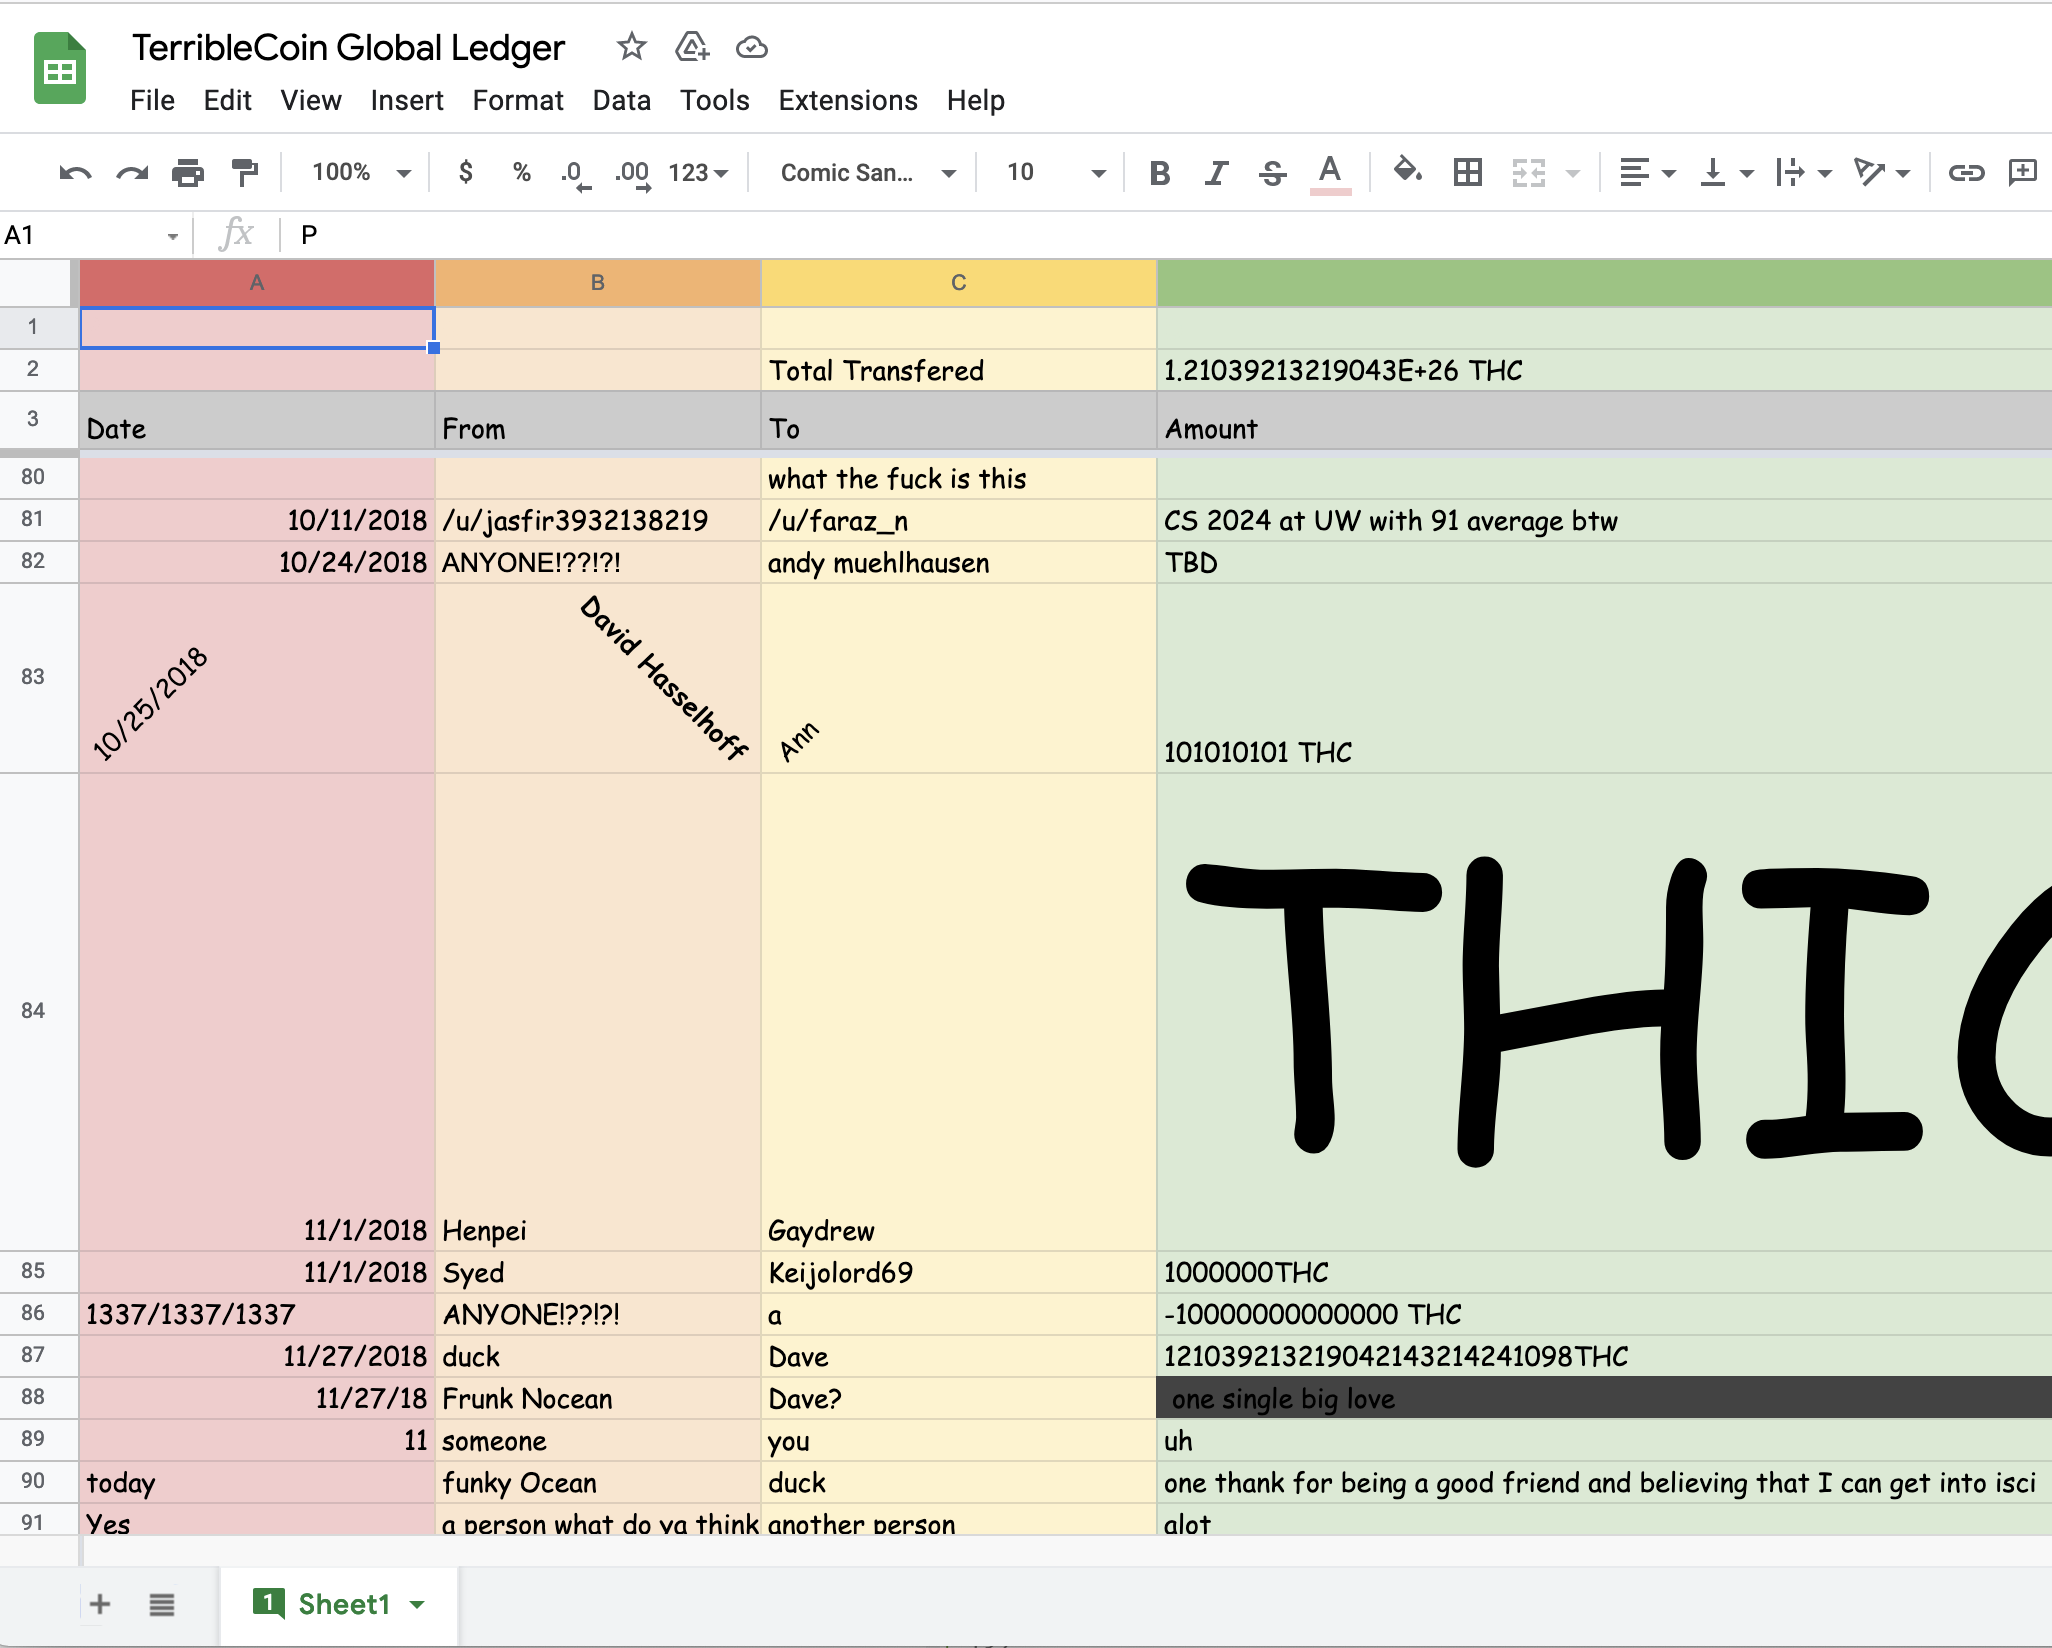 TerribleCoin Global Ledger
File Edit View Insert Format Data Tools Extensions Help
100% $ % .0 .00 123 Comic San... 10 B I S A
A1 fx P
A B C
1
2 Total Transfered 1.21039213219043E+26 THC
3 Date From To Amount
80 what the fuck is this
81 10/11/2018 /u/jasfir3932138219 /u/faraz_n CS 2024 at UW with 91 average btw
82 10/24/2018 ANYONE!??!?! andy muehlhausen TBD
83 10/25/2018 David Hasselhoff Ann 101010101 THC
84 11/1/2018 Henpei Gaydrew THIC
85 11/1/2018 Syed Keijolord69 1000000THC
86 1337/1337/1337 ANYONE!??!?! a -10000000000000 THC
87 11/27/2018 duck Dave 121039213219042143214241098THC
88 11/27/18 Frunk Nocean Dave? one single big love
89 11 someone you uh
90 today funky Ocean duck one thank for being a good friend and believing that I can get into isci
91 Yes a person what do ya think another person alot
1 Sheet1